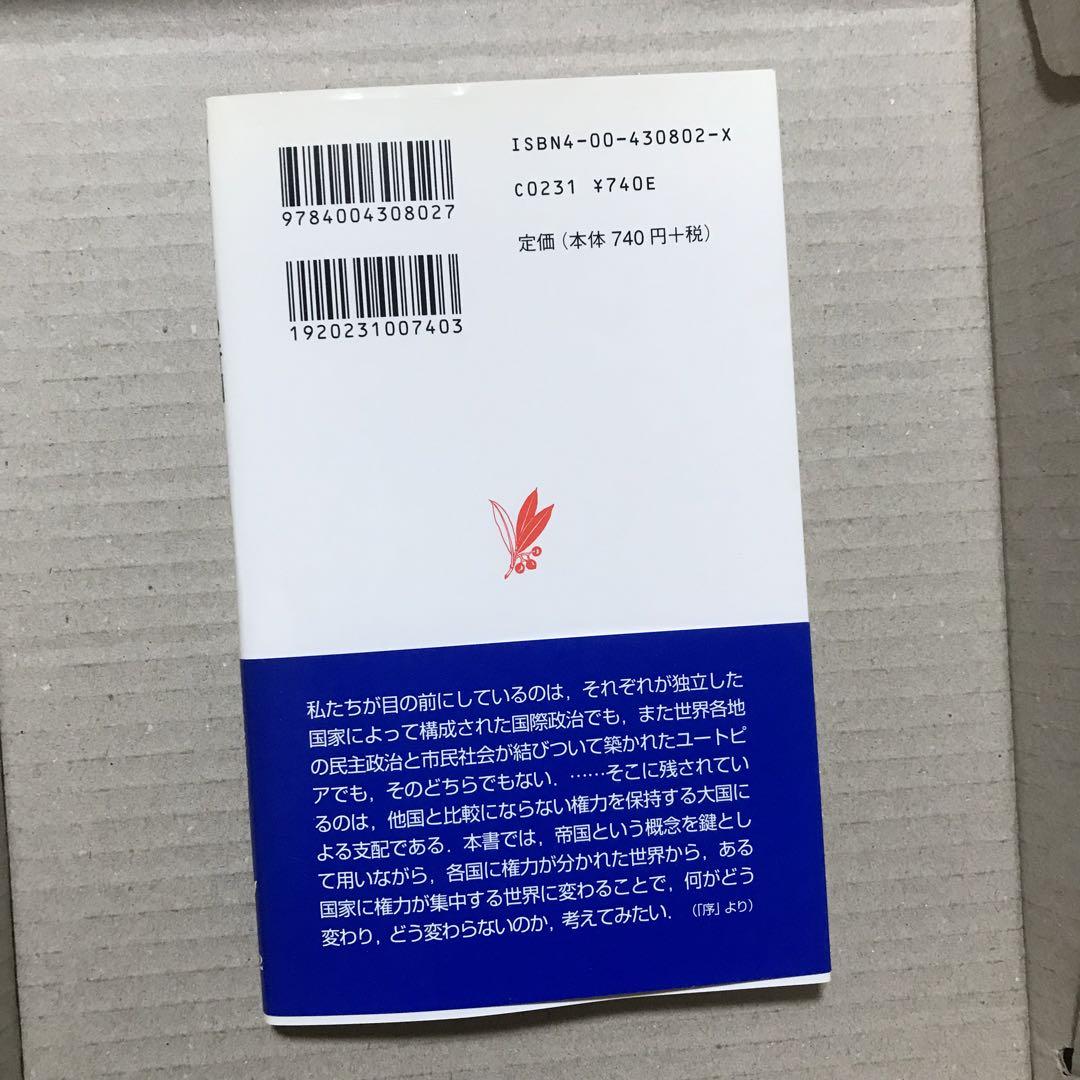 ISBN4-00-430802-X
C0231 ¥740E
定価(本体 740 円+税)
9784004308027
1920231007403
私たちが目の前にしているのは,それぞれが独立した
国家によって構成された国際政治でも,また世界各地
の民主政治と市民社会が結びついて築かれたユートピ
アでも,そのどちらでもない.……そこに残されてい
るのは,他国と比較にならない権力を保持する大国に
よる支配である.本書では,帝国という概念を鍵とし
て用いながら,各国に権力が分かれた世界から,ある
国家に権力が集中する世界に変わることで,何がどう
変わり,どう変わらないのか,考えてみたい.(「序」より)